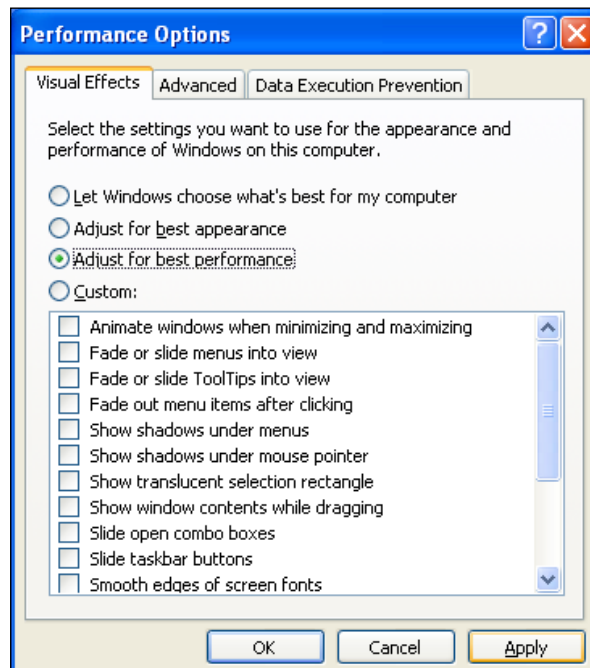 Performance Options
Visual Effects
Advanced
Data Execution Prevention
Select the settings you want to use for the appearance and
performance of Windows on this computer.
Let Windows choose what's best for my computer
Adjust for best appearance
Adjust for best performance
Custom:
Animate windows when minimizing and maximizing
Fade or slide menus into view
Fade or slide ToolTips into view
Fade out menu items after clicking
Show shadows under menus
Show shadows under mouse pointer
Show translucent selection rectangle
Show window contents while dragging
Slide open combo boxes
Slide taskbar buttons
Smooth edges of screen fonts
OK
Cancel
Apply